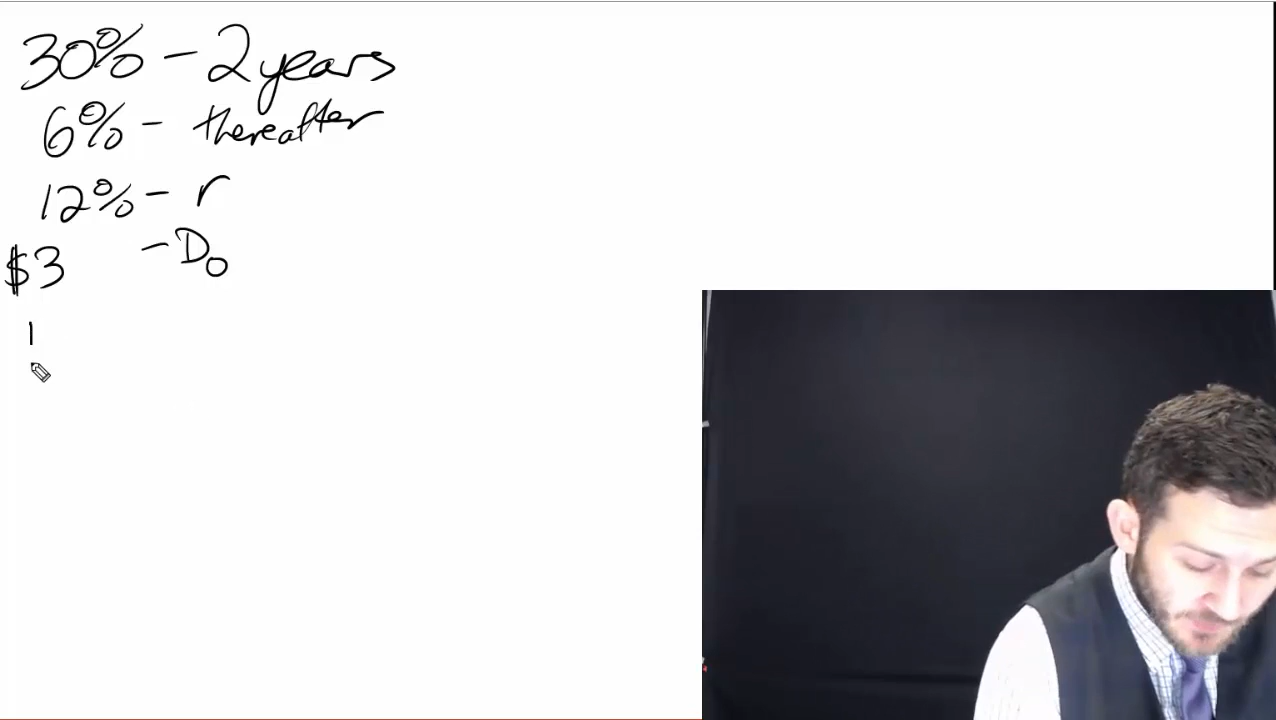 30% - 2 years
6% - thereafter
12% - r
$3 - D0
1